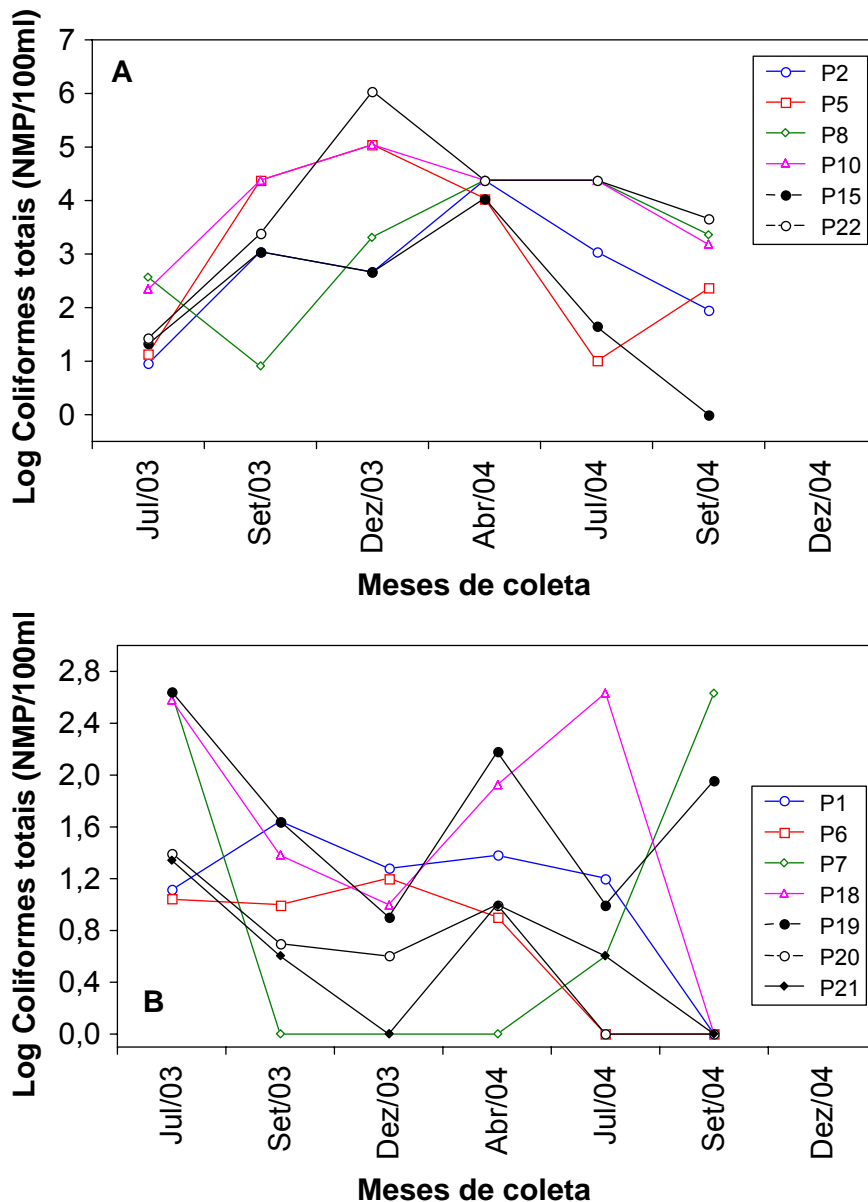 Log Coliformes totais (NMP/100ml)
7
6
5
4
3
2
1
0
A
P2
P5
P8
P10
P15
P22
Jul/03
Set/03
Dez/03
Abr/04
Jul/04
Set/04
Dez/04
Meses de coleta
Log Coliformes totais (NMP/100ml
2,8
2,4
2,0
1,6
1,2
0,8
0,4
0,0
B
P1
P6
P7
P18
P19
P20
P21
Jul/03
Set/03
Dez/03
Abr/04
Jul/04
Set/04
Dez/04
Meses de coleta